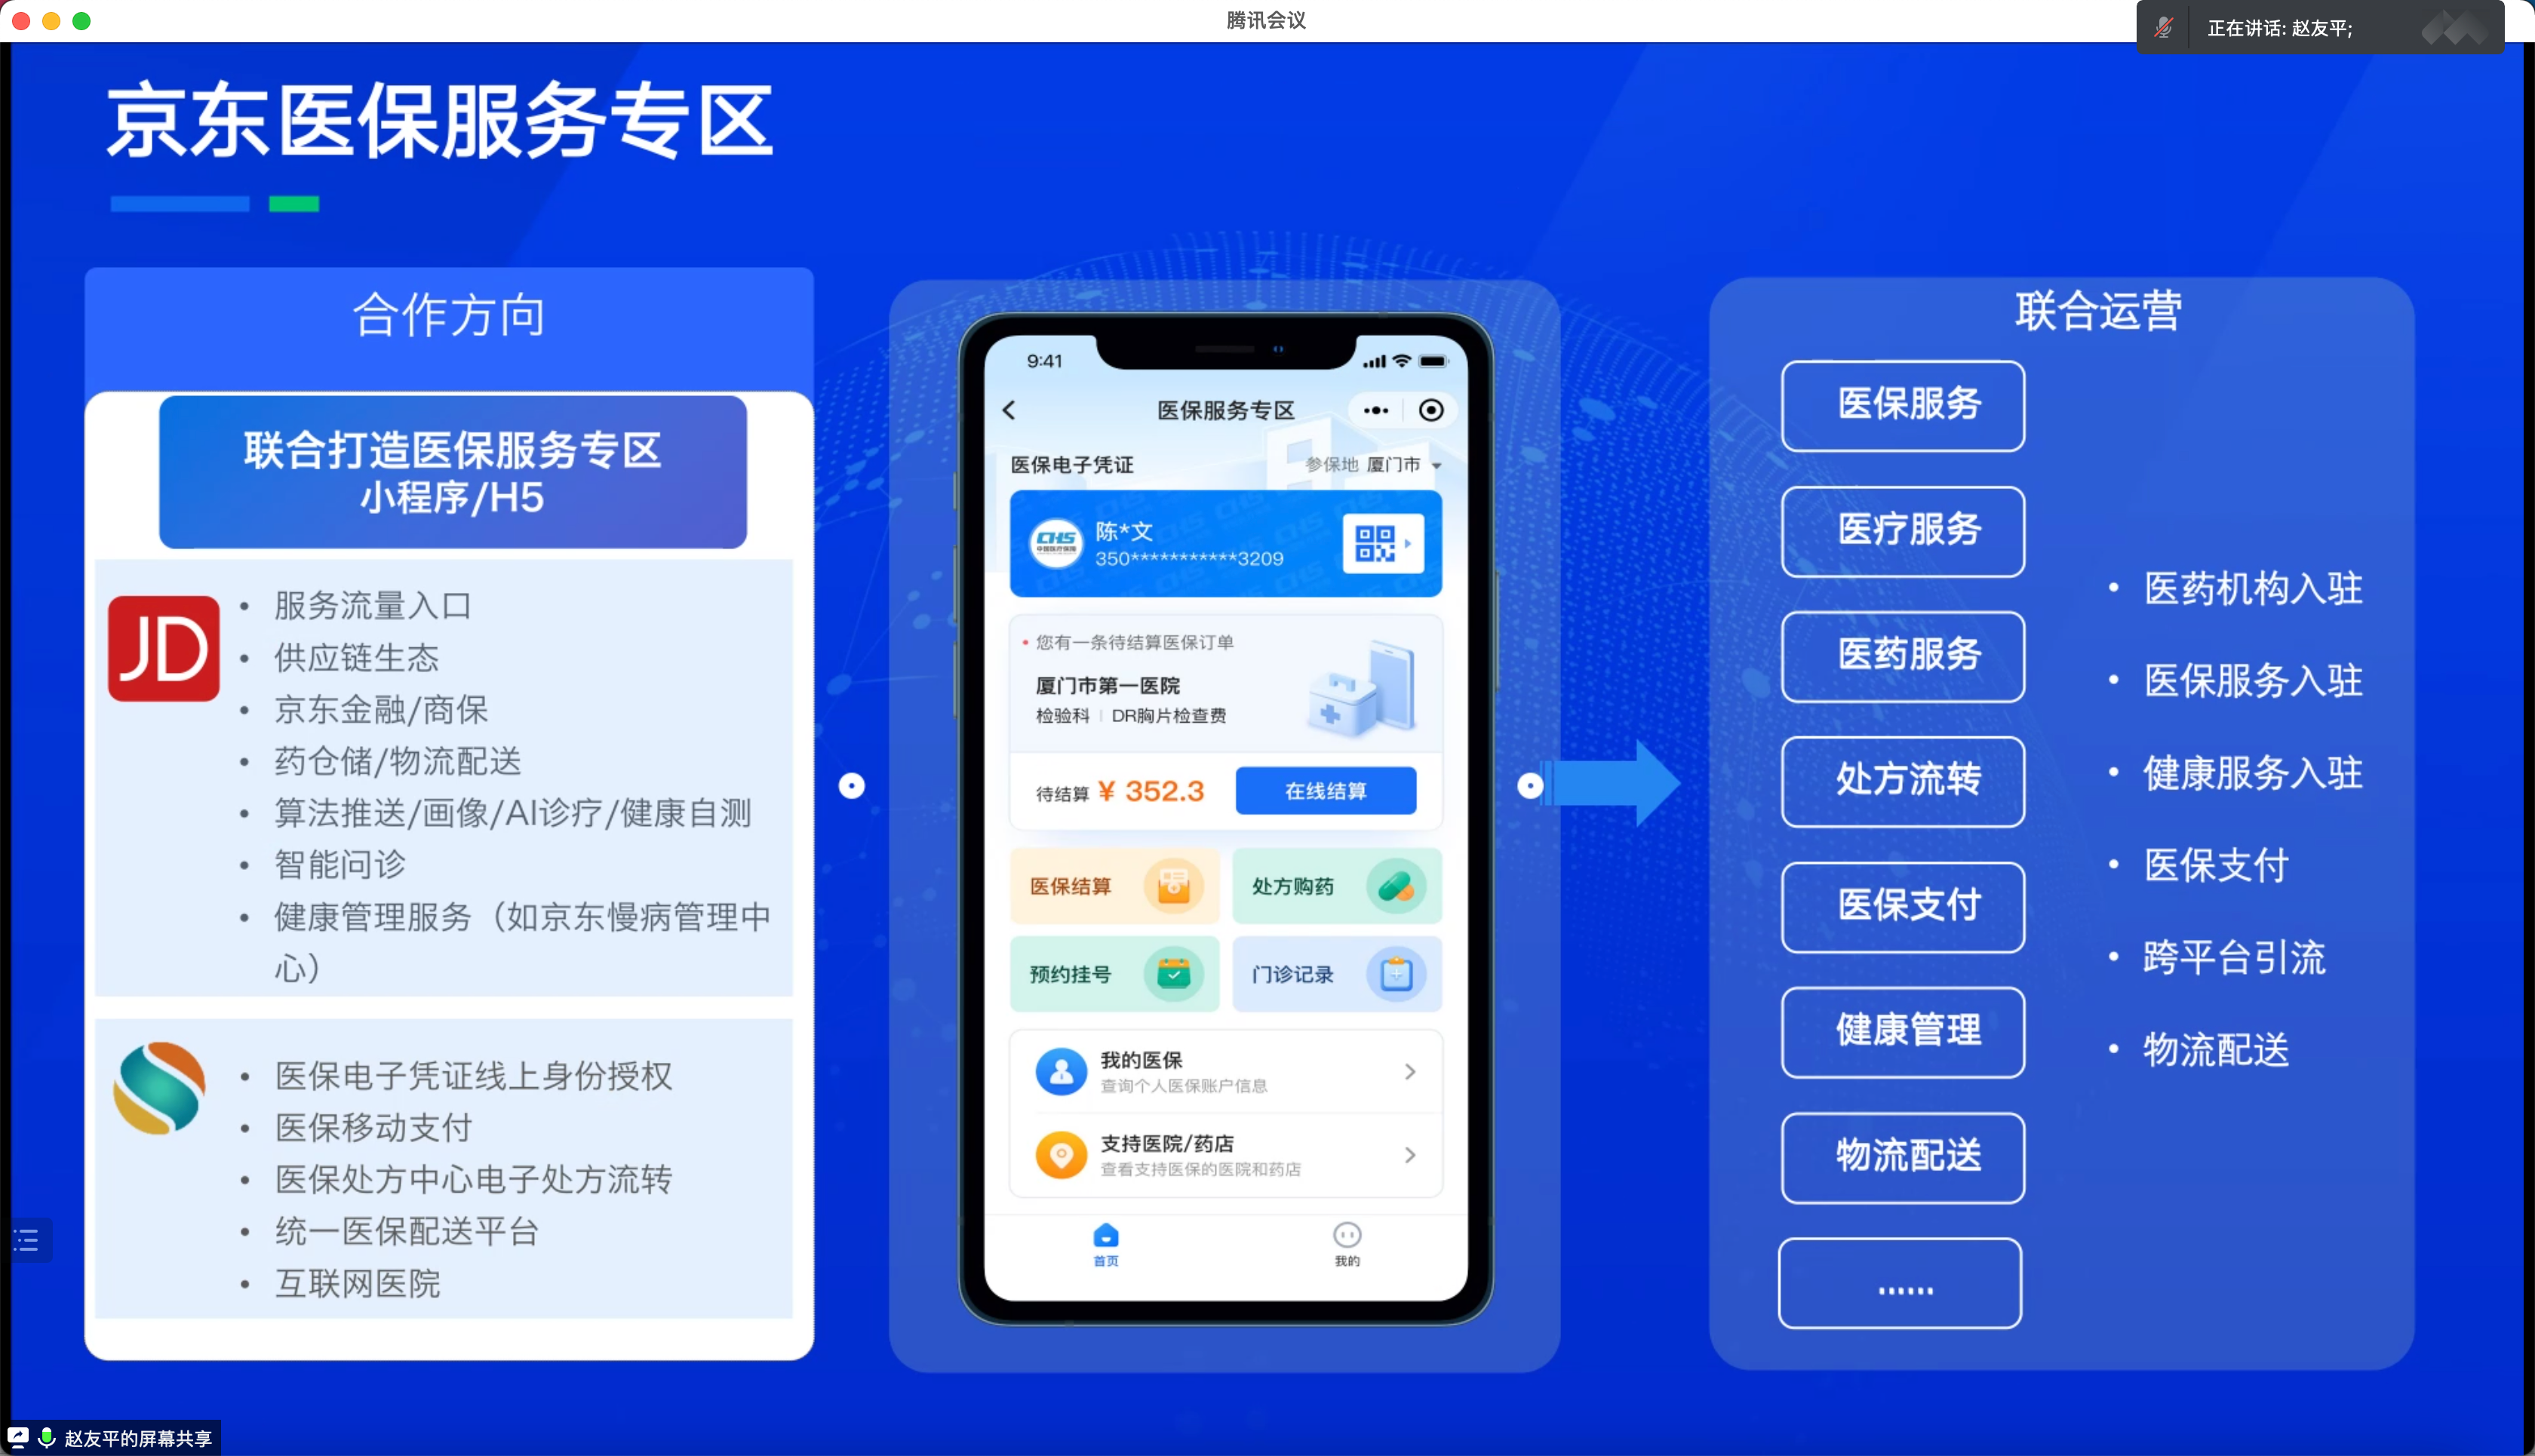 腾讯会议
正在讲话: 赵友平;
京东医保服务专区
合作方向
联合打造医保服务专区
小程序/H5
JD
• 服务流量入口
• 供应链生态
• 京东金融/商保
• 药仓储/物流配送
• 算法推送/画像/AI诊疗/健康自测
• 智能问诊
• 健康管理服务（如京东慢病管理中
心）
• 医保电子凭证线上身份授权
• 医保移动支付
• 医保处方中心电子处方流转
• 统一医保配送平台
• 互联网医院
9:41
医保服务专区
医保电子凭证
参保地 厦门市
CHS
中国医疗保障
陈*文
350************3209
您有一条待结算医保订单
厦门市第一医院
检验科 | DR胸片检查费
待结算 ¥ 352.3
在线结算
医保结算
处方购药
预约挂号
门诊记录
我的医保
查询个人医保账户信息
支持医院/药店
查看支持医保的医院和药店
首页
我的
联合运营
医保服务
医疗服务
医药服务
处方流转
医保支付
健康管理
物流配送
......
• 医药机构入驻
• 医保服务入驻
• 健康服务入驻
• 医保支付
• 跨平台引流
• 物流配送
赵友平的屏幕共享